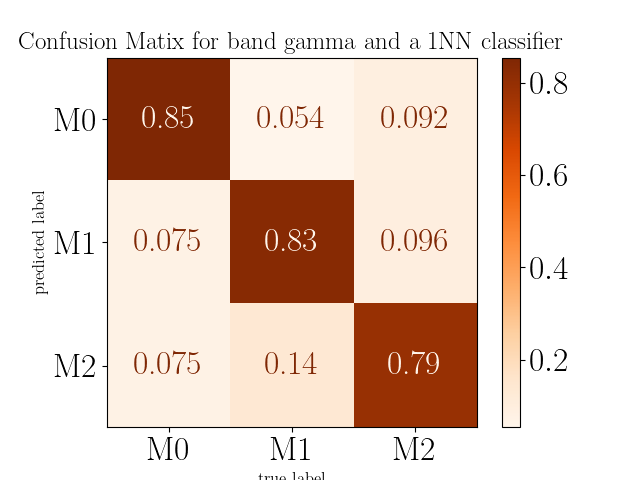 Confusion Matix for band gamma and a 1NN classifier
M0 0.85 0.054 0.092
M1 0.075 0.83 0.096
M2 0.075 0.14 0.79
M0 M1 M2
predicted label
true label
0.8
0.6
0.4
0.2